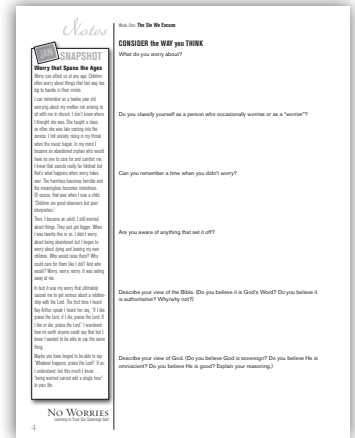 Notes
Week One: The Sin We Excuse
SNAPSHOT
Worry that Spans the Ages
Worry can affect us at any age. Children
often worry about things that feel way too
big to handle in their minds.
I can remember as a twelve year old
worrying about my mother not arriving to
sit with me in church. I don't know where
I thought she was. She taught a class
so often she was late coming into the
service. I felt anxiety rising in my throat
when the music began. In my mind I
became an abandoned orphan who would
have no one to care for and comfort me.
I know that sounds really far fetched but
that's what happens when worry takes
over. The harmless becomes horrible and
the meaningless becomes monstrous.
Of course, that was when I was a child.
"Children are good observers but poor
interpreters."
Then, I became an adult. I still worried
about things. They just got bigger. When
I was twenty-five or so, I didn't worry
about being abandoned but I began to
worry about dying and leaving my own
children. Who would raise them? Who
could care for them like I did? And who
would? Worry, worry, worry. It was eating
away at me.
In fact it was my worry that ultimately
caused me to get serious about a relation-
ship with the Lord. The first time I heard
Kay Arthur speak I heard her say, "If I live
praise the Lord, if I die, praise the Lord. If
I live or die, praise the Lord." I wondered
how on earth anyone could say that but I
knew I wanted to be able to say the same
thing.
Maybe you have longed to be able to say
"Whatever happens, praise the Lord!" If so,
I understand, but this much I know . . .
"being worried cannot add a single hour"
to your life.
CONSIDER the WAY you THINK
What do you worry about?
Do you classify yourself as a person who occasionally worries or as a "worrier"?
Can you remember a time when you didn't worry?
Are you aware of anything that set it off?
Describe your view of the Bible. (Do you believe it is God's Word? Do you believe it
is authoritative? Why/why not?)
Describe your view of God. (Do you believe God is sovereign? Do you believe He is
omniscient? Do you believe He is good? Explain your reasoning.)
NO WORRIES
Learning to Trust Our Sovereign God
4